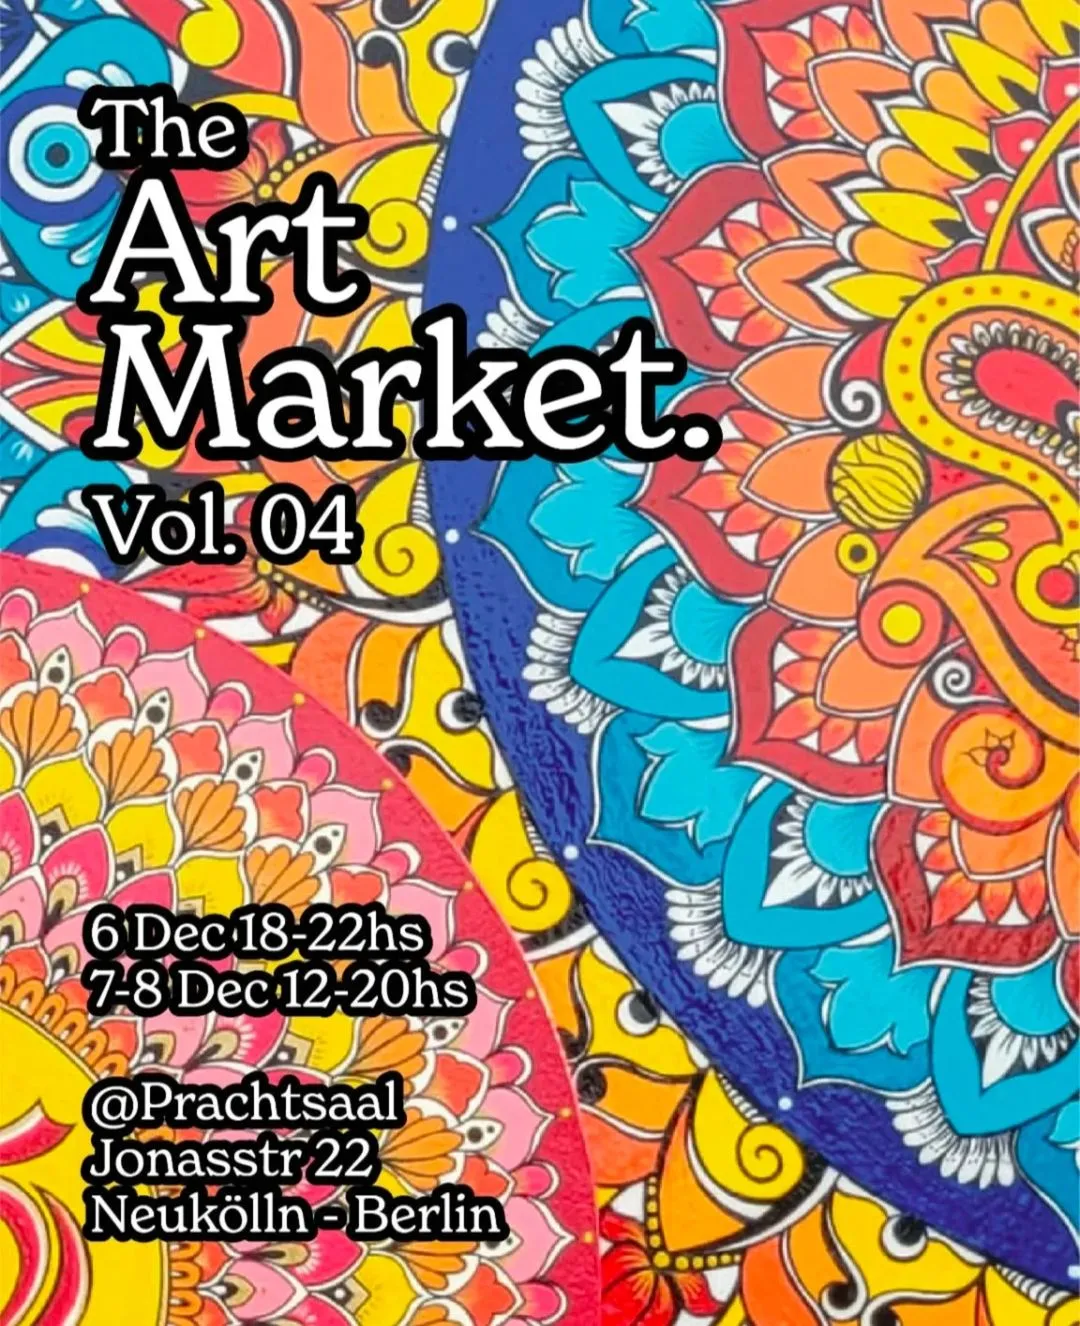 The
Art
Market.
Vol. 04
6 Dec 18-22hs
7-8 Dec 12-20hs
@Prachtsaal
Jonasstr 22
Neukölln - Berlin